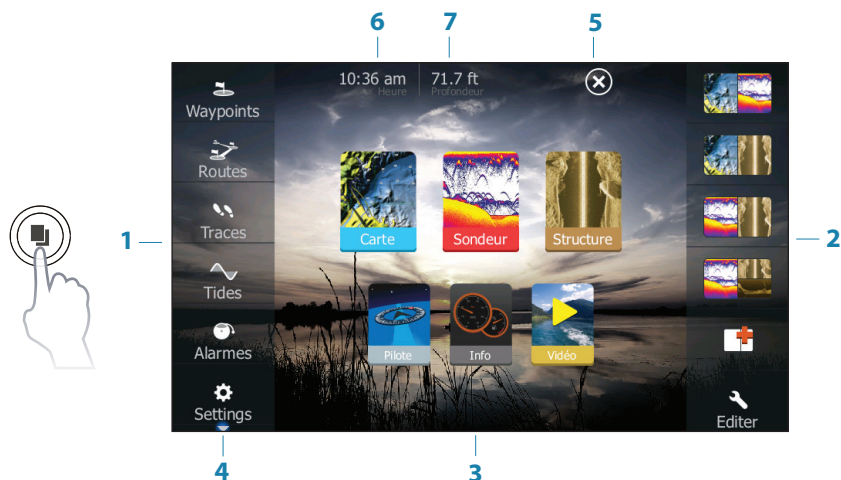 6
7
5
10:36 am
Heure
71.7 ft
Profondeur
Waypoints
Routes
Traces
Tides
Alarmes
Settings
1
Carte
Sondeur
Structure
Pilote
Info
Vidéo
2
Editer
4
3